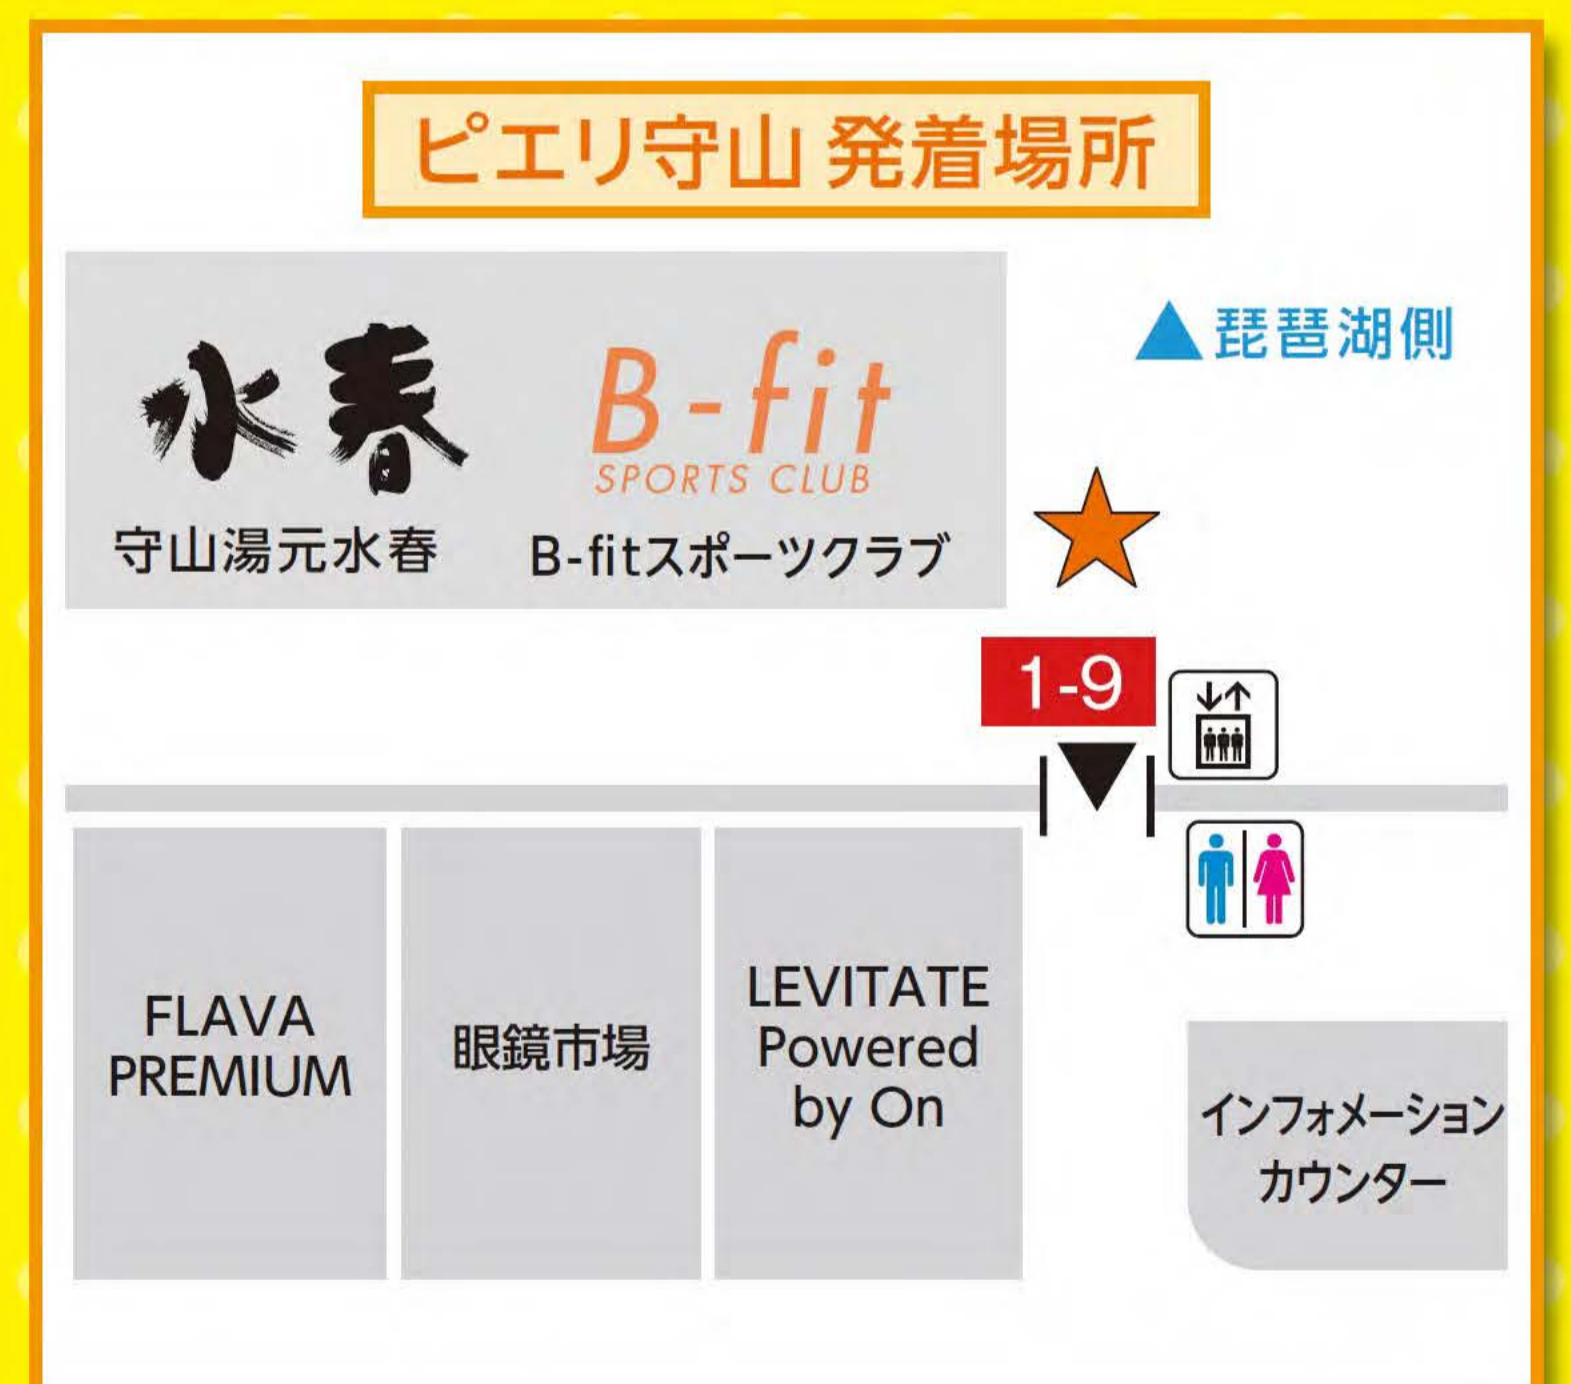 ピエリ守山 発着場所
▲琵琶湖側
水春
B-fit
SPORTS CLUB
守山湯元水春
B-fitスポーツクラブ
1-9
FLAVA
PREMIUM
眼鏡市場
LEVITATE
Powered
by On
インフォメーション
カウンター